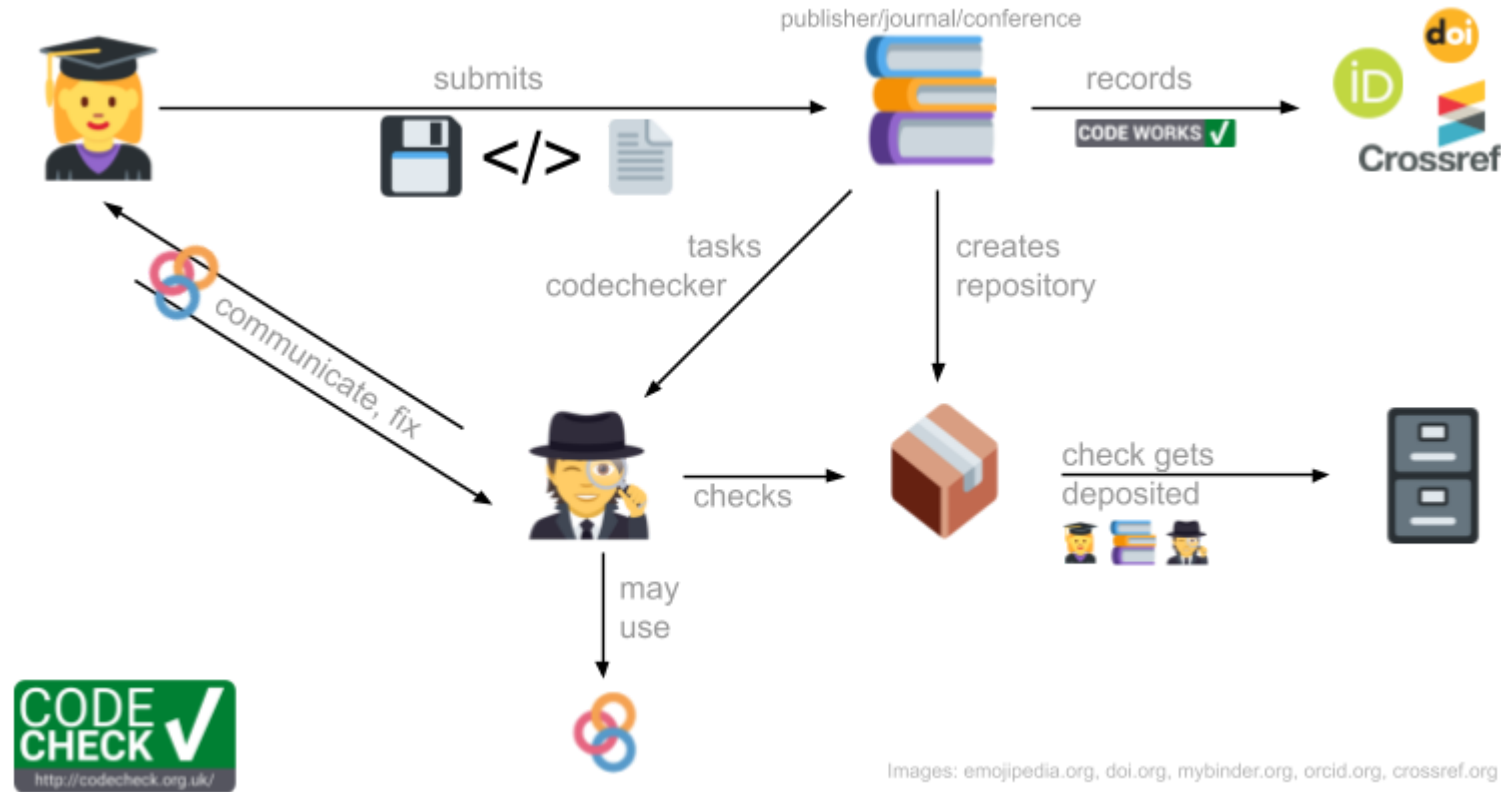 publisher/journal/conference
submits
records
doi
iD
CODE WORKS
Crossref
</>
tasks
codechecker
creates
repository
communicate, fix
checks
check gets
deposited
may
use
CODE
CHECK
http://codecheck.org.uk/
Images: emojipedia.org, doi.org, mybinder.org, orcid.org, crossref.org